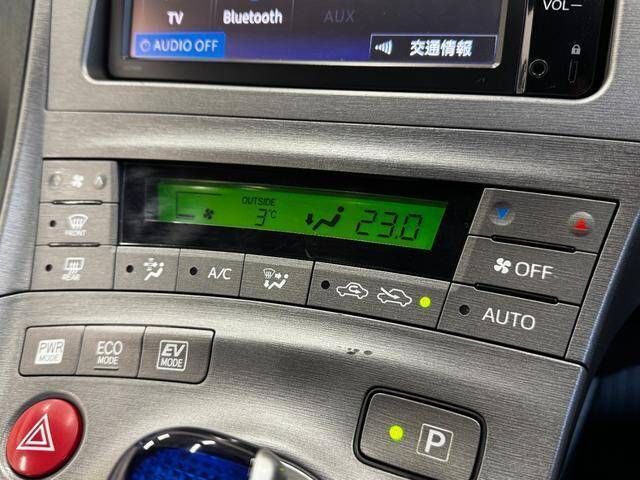 VOL–
TV Bluetooth AUX
AUDIO OFF 交通情報
OUTSIDE
3°C 23.0
FRONT
OFF
REAR A/C
AUTO
PWR MODE
ECO MODE
EV MODE
P